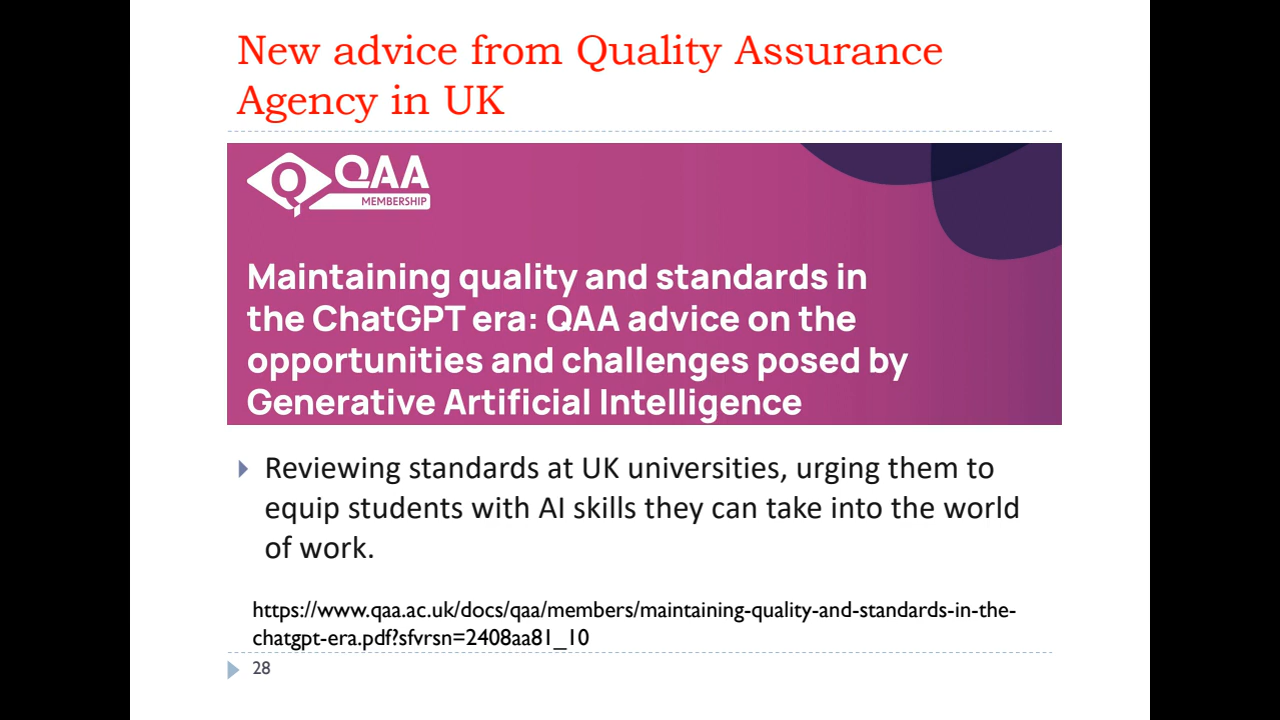 New advice from Quality Assurance
Agency in UK
Q QAA
MEMBERSHIP
Maintaining quality and standards in
the ChatGPT era: QAA advice on the
opportunities and challenges posed by
Generative Artificial Intelligence
Reviewing standards at UK universities, urging them to
equip students with AI skills they can take into the world
of work.
https://www.qaa.ac.uk/docs/qaa/members/maintaining-quality-and-standards-in-the-
chatgpt-era.pdf?sfvrsn=2408aa81_10
28